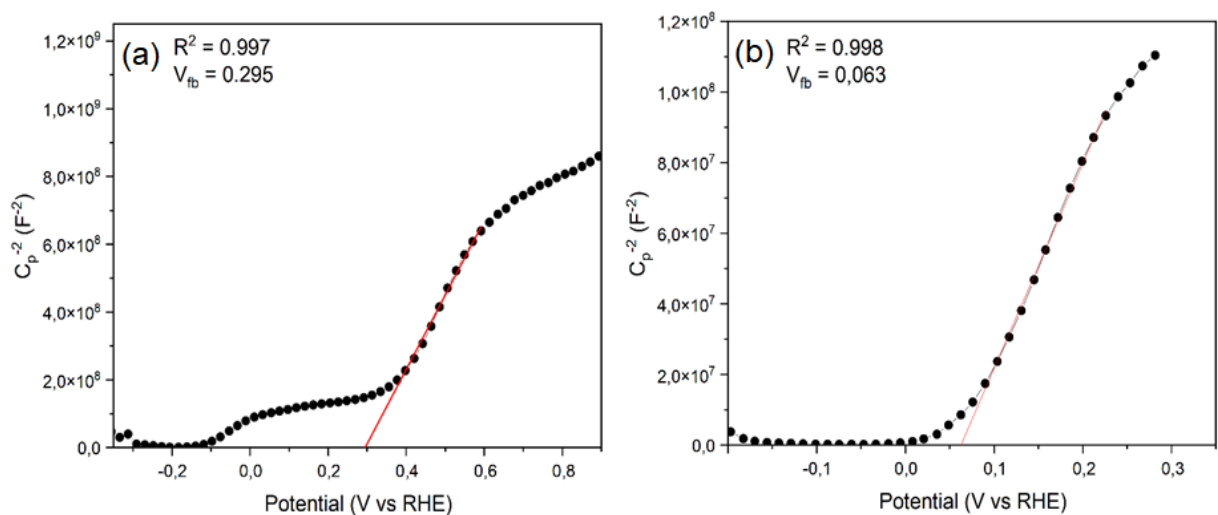 (a)
R² = 0.997
V_fb = 0.295
1,2×10⁹
1,0×10⁹
8,0×10⁸
6,0×10⁸
4,0×10⁸
2,0×10⁸
0,0
C_p⁻² (F⁻²)
-0,2 0,0 0,2 0,4 0,6 0,8
Potential (V vs RHE)
(b)
R² = 0.998
V_fb = 0,063
1,2×10⁸
1,0×10⁸
8,0×10⁷
6,0×10⁷
4,0×10⁷
2,0×10⁷
0,0
C_p⁻² (F⁻²)
-0,1 0,0 0,1 0,2 0,3
Potential (V vs RHE)